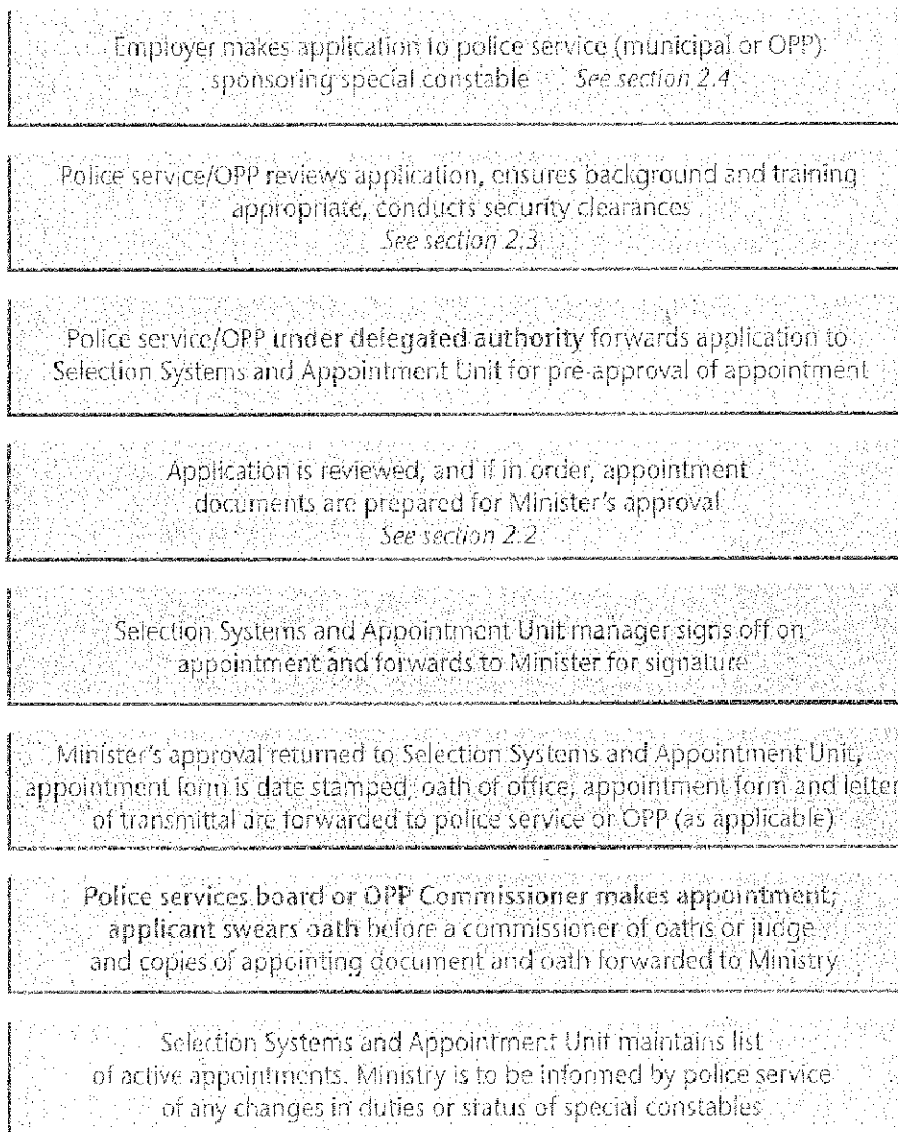 Employer makes application to police service (municipal or OPP)
sponsoring special constable See section 2.4
Police service/OPP reviews application, ensures background and training
appropriate, conducts security clearances
See section 2.3
Police service/OPP under delegated authority forwards application to
Selection Systems and Appointment Unit for pre-approval of appointment
Application is reviewed, and if in order, appointment
documents are prepared for Minister's approval
See section 2.2
Selection Systems and Appointment Unit manager signs off on
appointment and forwards to Minister for signature
Minister's approval returned to Selection Systems and Appointment Unit,
appointment form is date stamped, oath of office, appointment form and letter
of transmittal are forwarded to police service or OPP (as applicable)
Police services board or OPP Commissioner makes appointment;
applicant swears oath before a commissioner of oaths or judge
and copies of appointing document and oath forwarded to Ministry
Selection Systems and Appointment Unit maintains list
of active appointments. Ministry is to be informed by police service
of any changes in duties or status of special constables